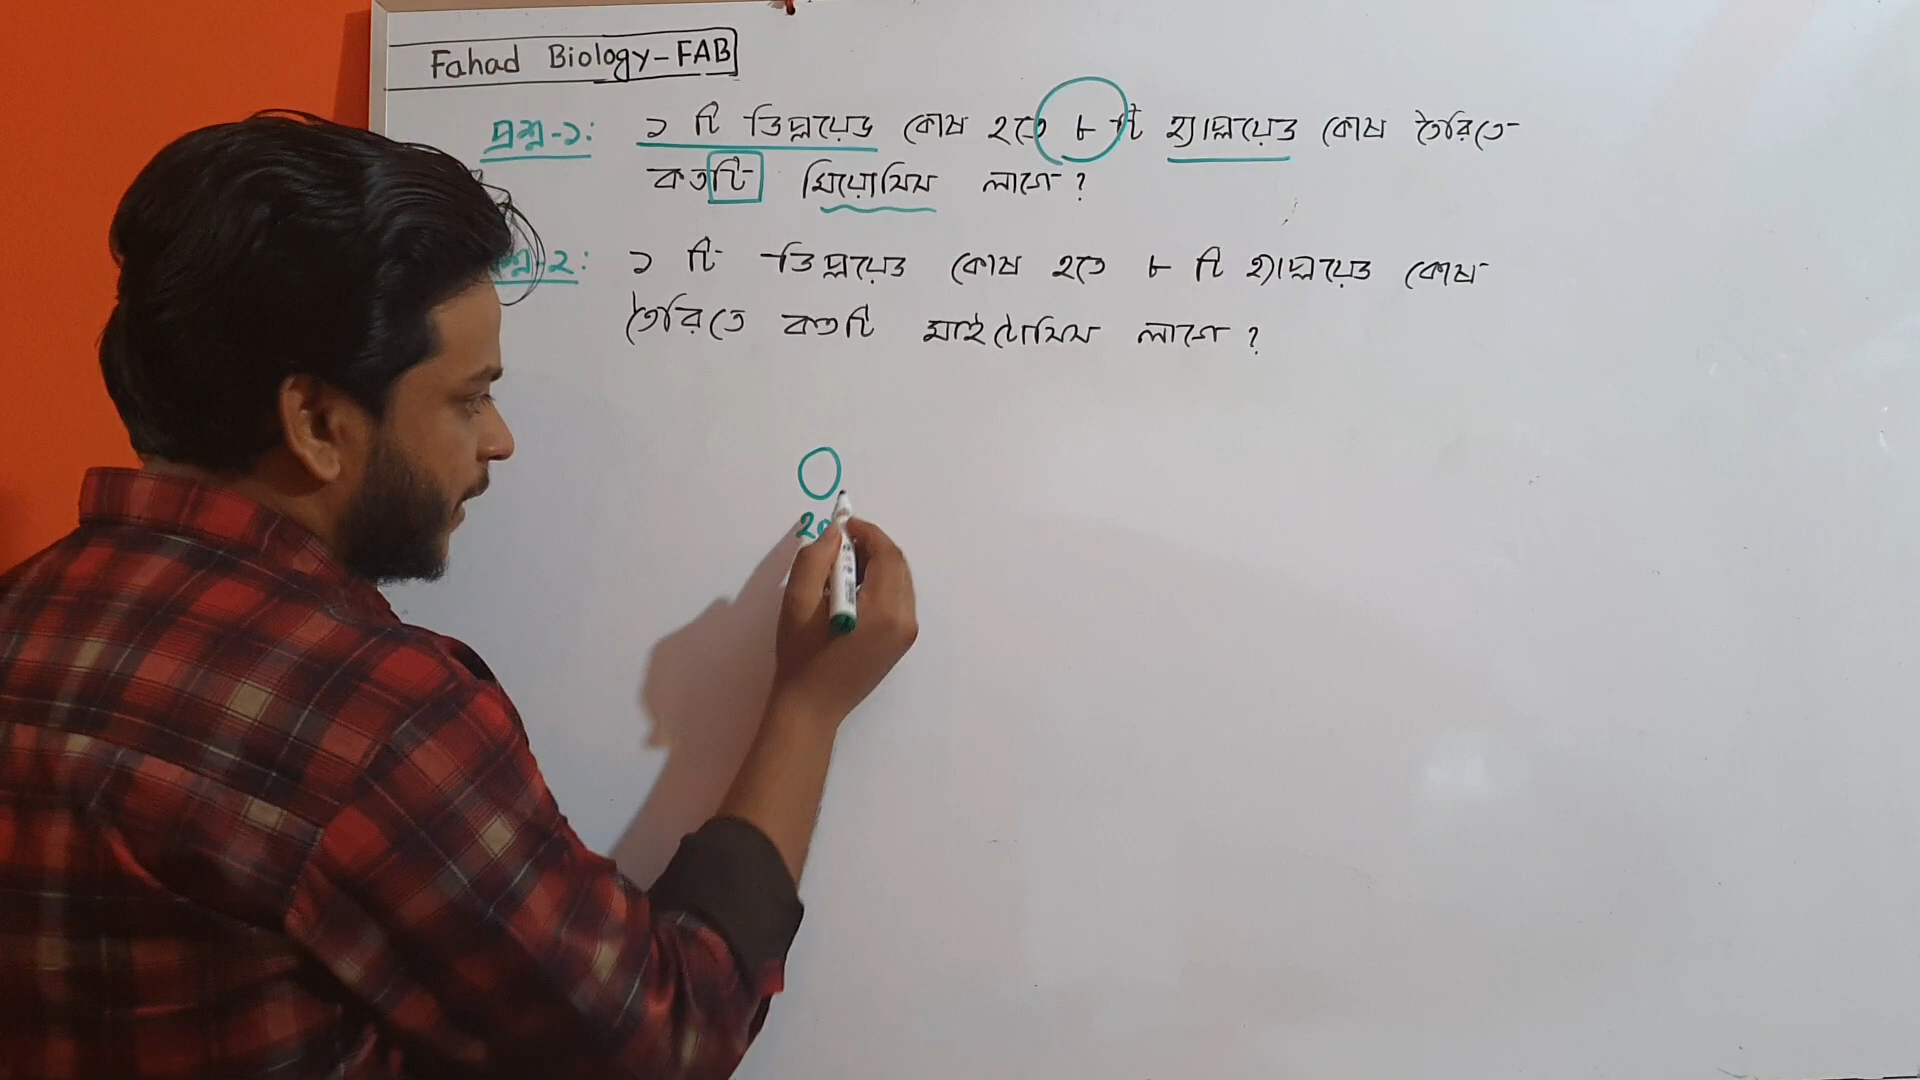 Fahad Biology-FAB
প্রশ্ন-১: ১ টি ডিপ্লয়েড কোষ হতে ৮ টি হ্যাপ্লয়েড কোষ তৈরিতে
কতটি মিয়োসিস লাগে?
২: ১ টি ডিপ্লয়েড কোষ হতে ৮ টি হ্যাপ্লয়েড কোষ
তৈরিতে কতটি মাইটোসিস লাগে?